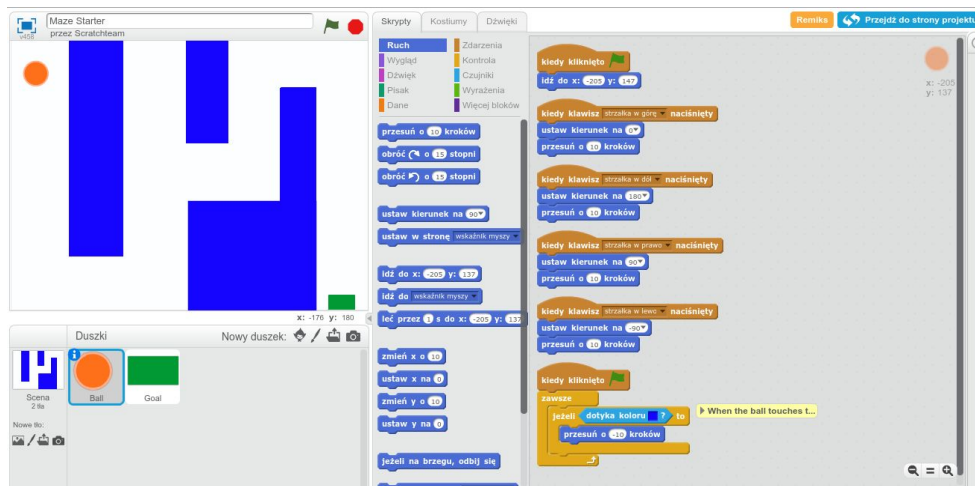 Maze Starter
v458
przez Scratchteam
x: -176 y: 180
Duszki
Nowy duszek:
Scena
2 tła
Nowe tło:
Ball
Goal
Skrypty
Kostiumy
Dźwięki
Ruch
Zdarzenia
Wygląd
Kontrola
Dźwięk
Czujniki
Pisak
Wyrażenia
Dane
Więcej bloków
przesuń o 10 kroków
obróć o 15 stopni
obróć o 15 stopni
ustaw kierunek na 90
ustaw w stronę wskaźnik myszy
idź do x: -205 y: 137
idź do wskaźnik myszy
leć przez 1 s do x: -205 y: 137
zmień x o 10
ustaw x na 0
zmień y o 10
ustaw y na 0
jeżeli na brzegu, odbij się
Remiks
Przejdź do strony projektu
x: -205
y: 137
kiedy kliknięto
idź do x: -205 y: 147
kiedy klawisz strzałka w górę naciśnięty
ustaw kierunek na 0
przesuń o 10 kroków
kiedy klawisz strzałka w dół naciśnięty
ustaw kierunek na 180
przesuń o 10 kroków
kiedy klawisz strzałka w prawo naciśnięty
ustaw kierunek na 90
przesuń o 10 kroków
kiedy klawisz strzałka w lewo naciśnięty
ustaw kierunek na -90
przesuń o 10 kroków
kiedy kliknięto
zawsze
jeżeli dotyka koloru ? to
When the ball touches t...
przesuń o -10 kroków